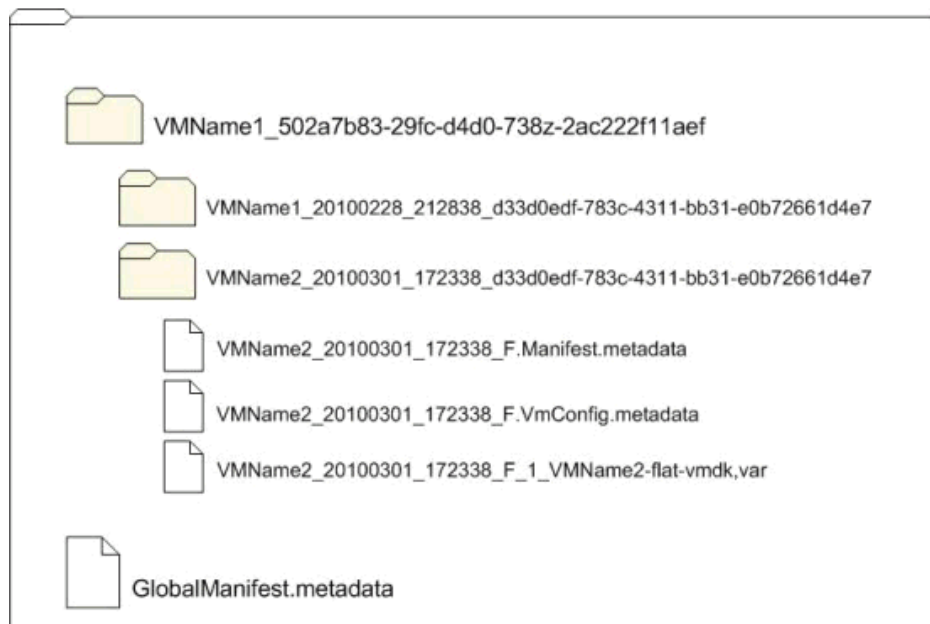 VMName1_502a7b83-29fc-d4d0-738z-2ac222f11aef
VMName1_20100228_212838_d33d0edf-783c-4311-bb31-e0b72661d4e7
VMName2_20100301_172338_d33d0edf-783c-4311-bb31-e0b72661d4e7
VMName2_20100301_172338_F.Manifest.metadata
VMName2_20100301_172338_F.VmConfig.metadata
VMName2_20100301_172338_F_1_VMName2-flat-vmdk,var
GlobalManifest.metadata